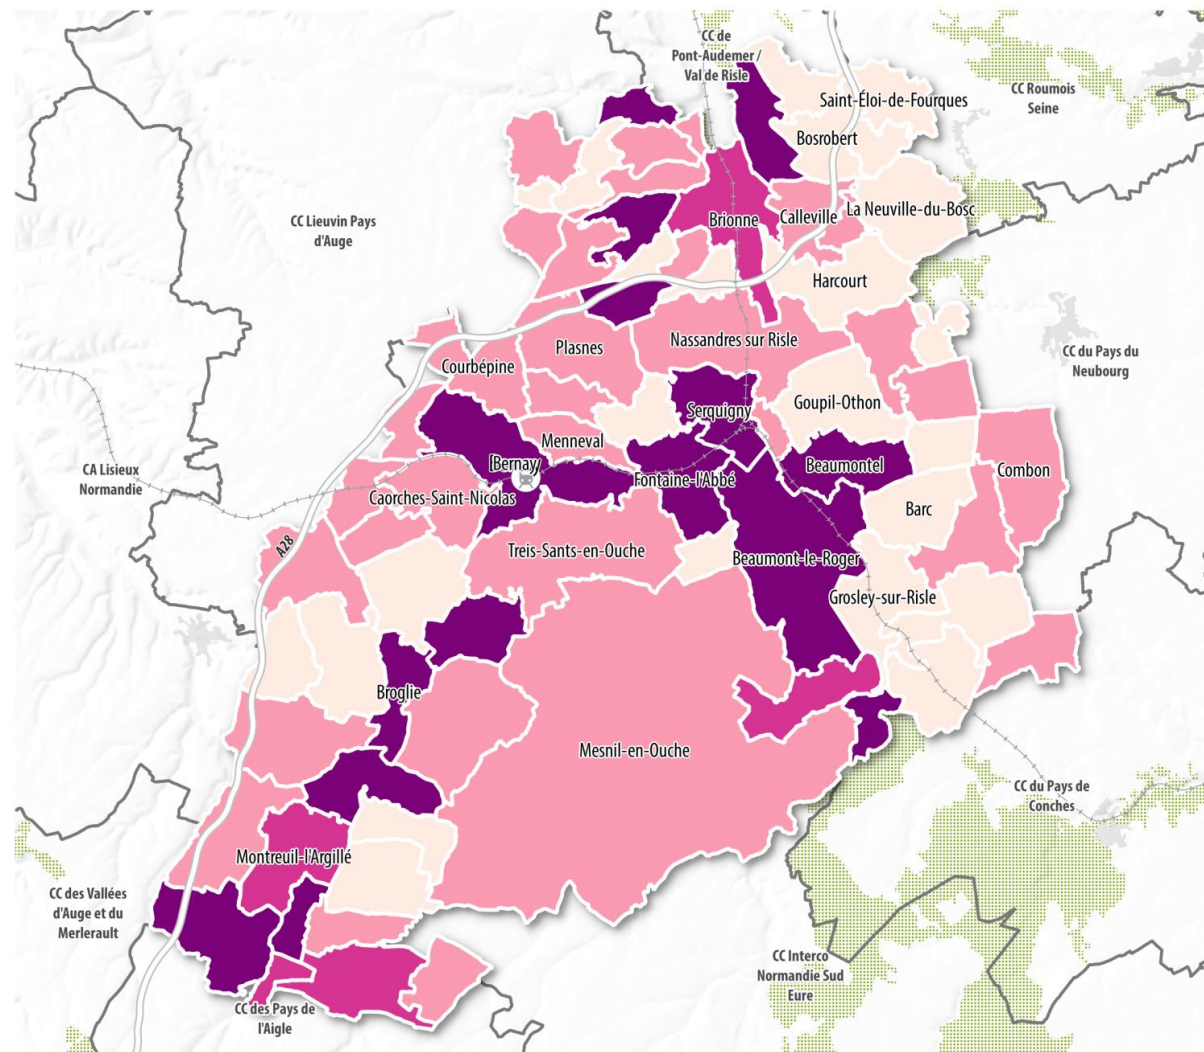 CC de
Pont-Audemer /
Val de Risle
CC Roumois
Seine
Saint-Éloi-de-Fourques
Bosrobert
CC Lieuvin Pays
d'Auge
Brionne
Calleville
La Neuville-du-Bosc
Harcourt
CC du Pays du
Neubourg
Courbépine
Plasnes
Nassandres sur Risle
Serquigny
Goupil-Othon
Menneval
CA Lisieux
Normandie
Bernay
Fontaine-l'Abbé
Beaumontel
Combon
Caorches-Saint-Nicolas
Barc
A28
Treis-Sants-en-Ouche
Beaumont-le-Roger
Grosley-sur-Risle
Broglie
Mesnil-en-Ouche
CC du Pays de
Conches
Montreuil-l'Argillé
CC des Vallées
d'Auge et du
Merlerault
CC Interco
Normandie Sud
Eure
CC des Pays de
l'Aigle